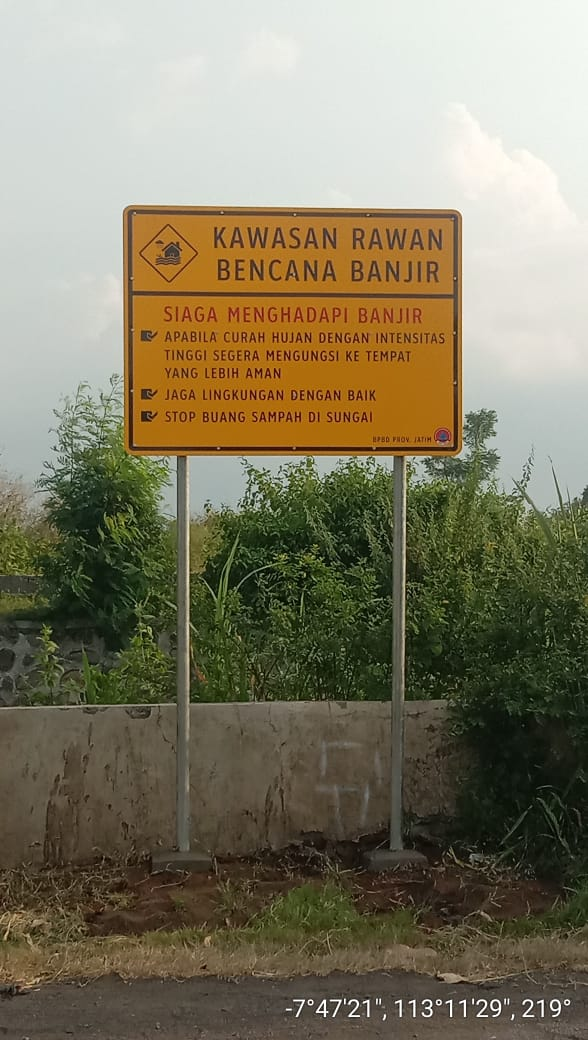 KAWASAN RAWAN
BENCANA BANJIR
SIAGA MENGHADAPI BANJIR
APABILA CURAH HUJAN DENGAN INTENSITAS
TINGGI SEGERA MENGUNGSI KE TEMPAT
YANG LEBIH AMAN
JAGA LINGKUNGAN DENGAN BAIK
STOP BUANG SAMPAH DI SUNGAI
BPBD PROV. JATIM
-7°47'21", 113°11'29", 219°